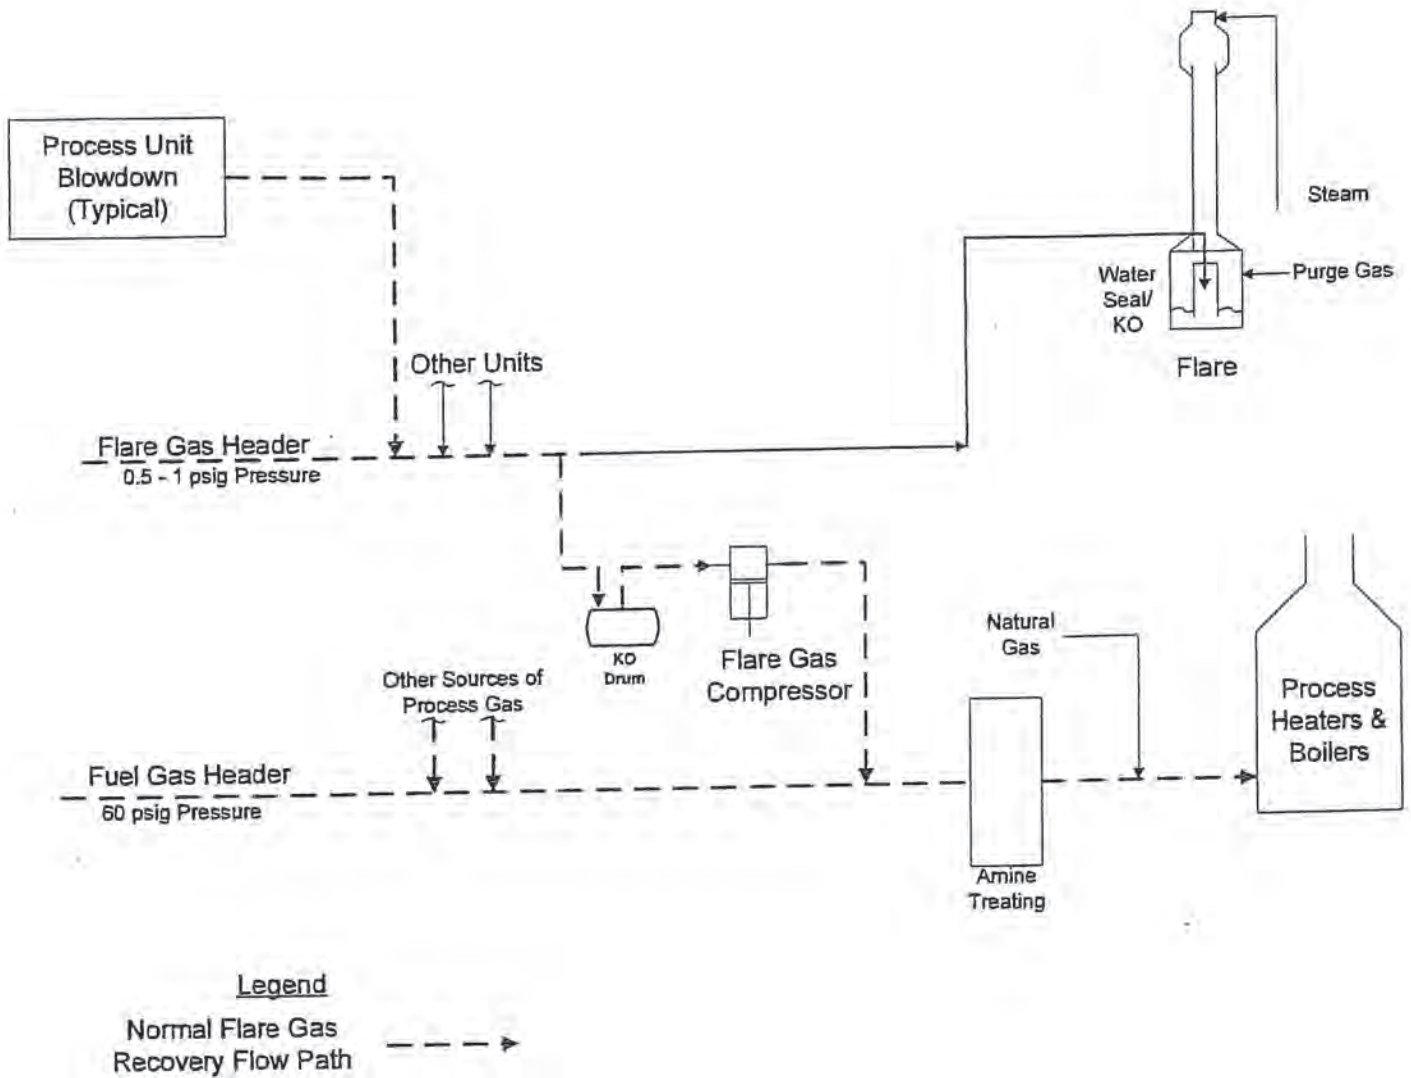 Process Unit
Blowdown
(Typical)
Steam
Water
Seal/
KO
Purge Gas
Flare
Other Units
Flare Gas Header
0.5 - 1 psig Pressure
KO
Drum
Flare Gas
Compressor
Natural
Gas
Other Sources of
Process Gas
Process
Heaters &
Boilers
Fuel Gas Header
60 psig Pressure
Amine
Treating
Legend
Normal Flare Gas
Recovery Flow Path